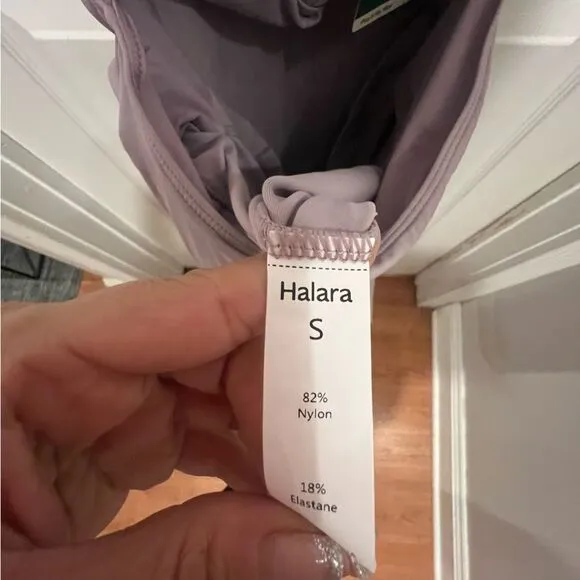 Halara
S
82%
Nylon
18%
Elastane